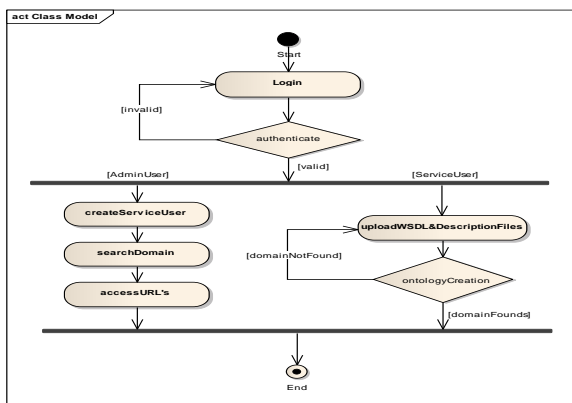 act Class Model
Start
Login
[invalid]
authenticate
[valid]
[AdminUser]
[ServiceUser]
createServiceUser
uploadWSDL&DescriptionFiles
searchDomain
[domainNotFound]
ontologyCreation
accessURL's
[domainFounds]
End